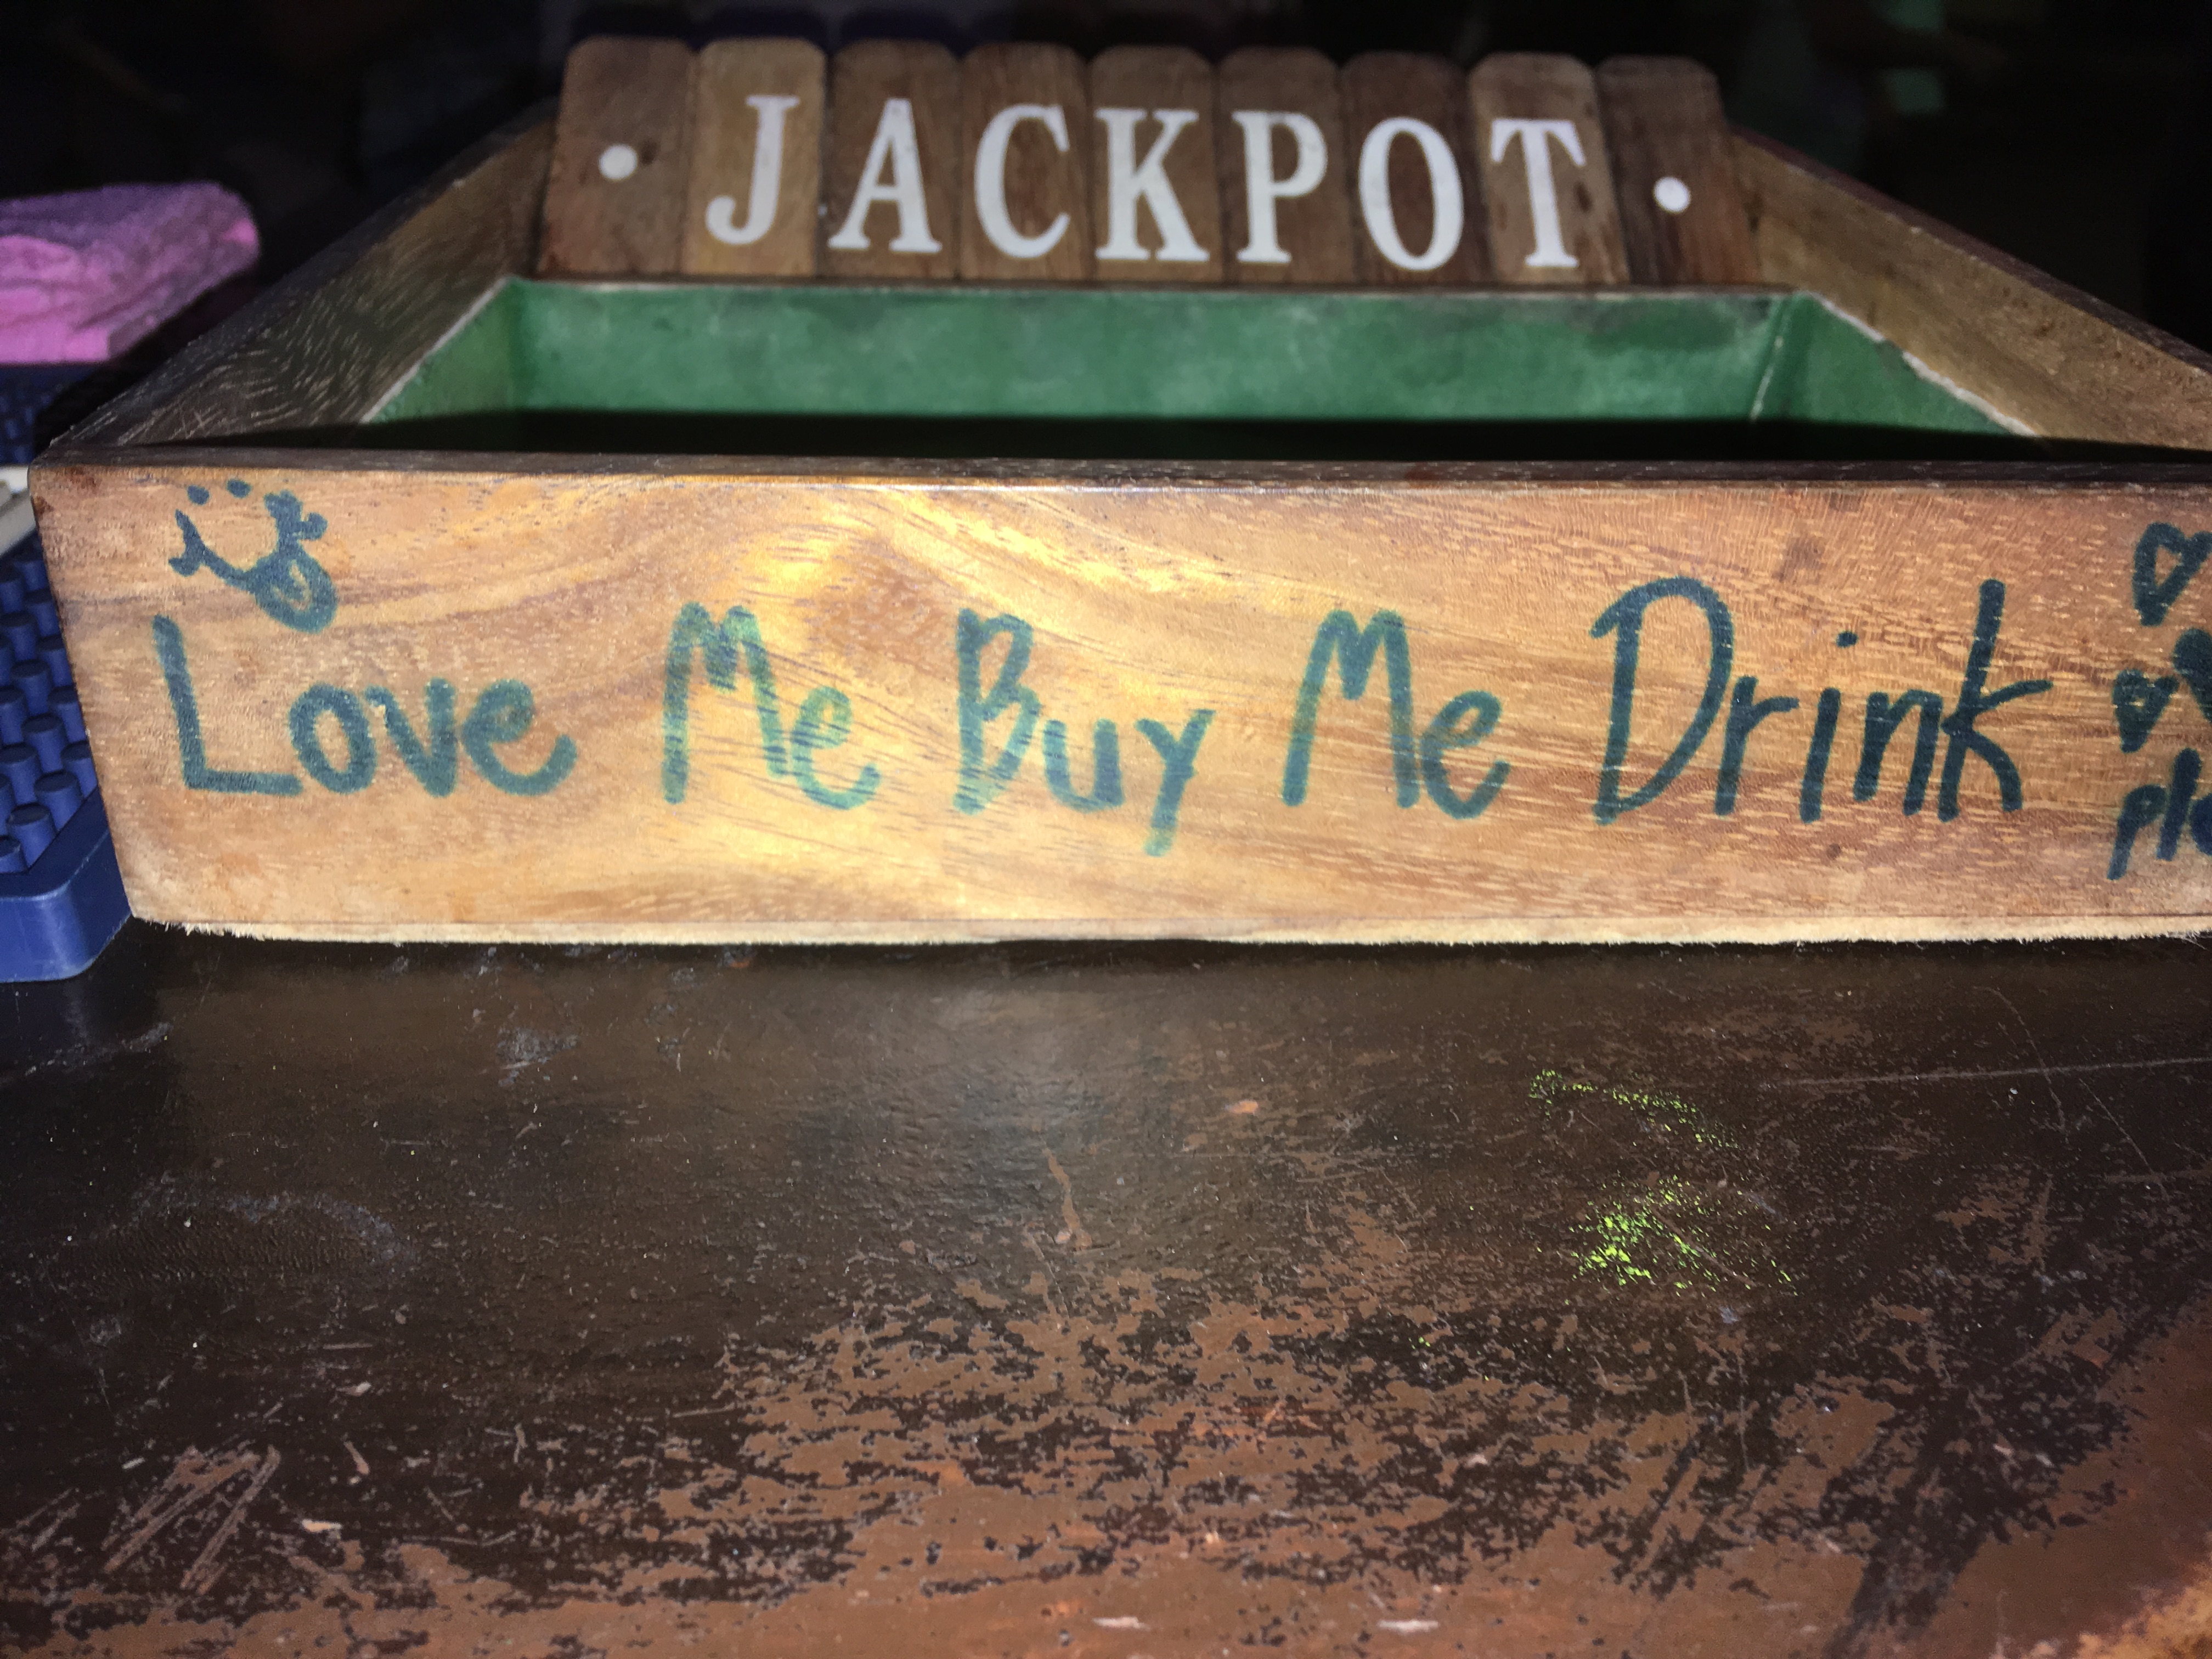 • JACKPOT •
Love Me Buy Me Drink